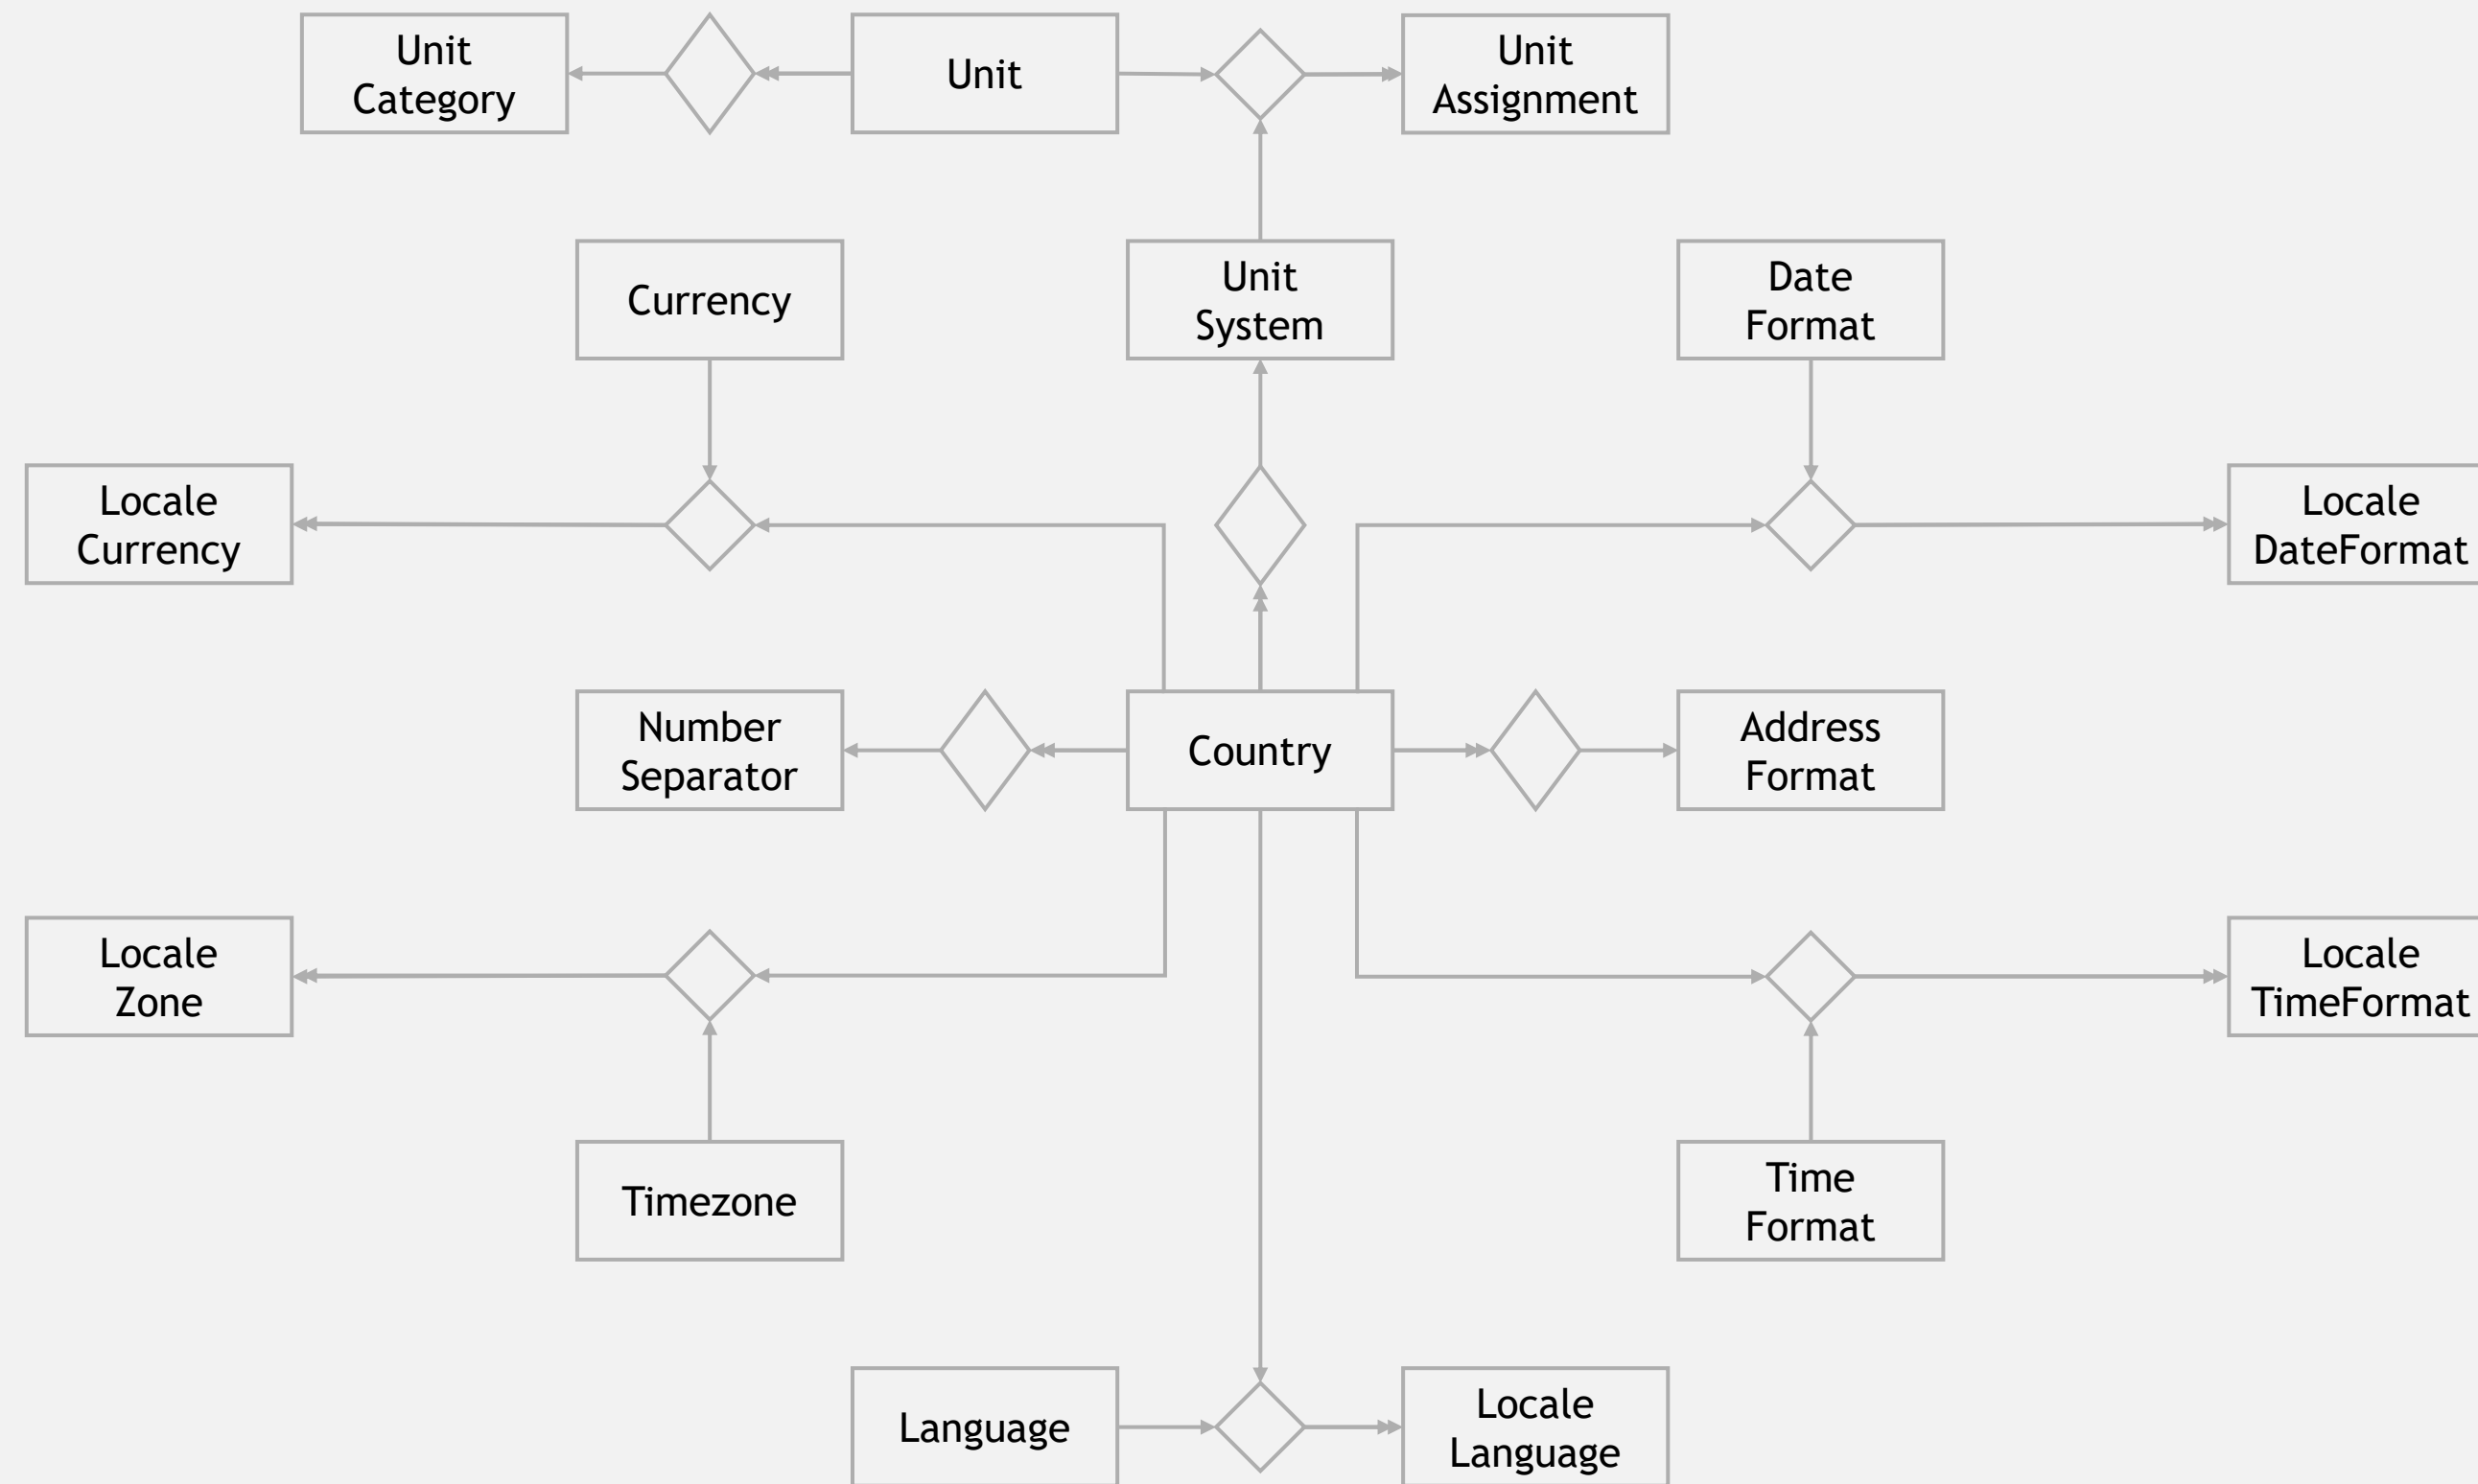 Unit
Category
Unit
Unit
Assignment
Currency
Unit
System
Date
Format
Locale
Currency
Locale
DateFormat
Number
Separator
Country
Address
Format
Locale
Zone
Locale
TimeFormat
Timezone
Time
Format
Language
Locale
Language